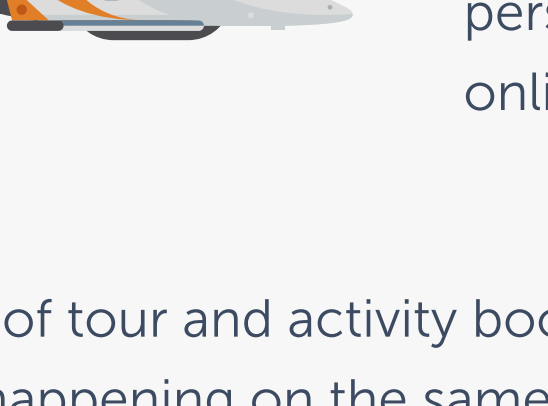 pers
onli
of tour and activity boo
happening on the same